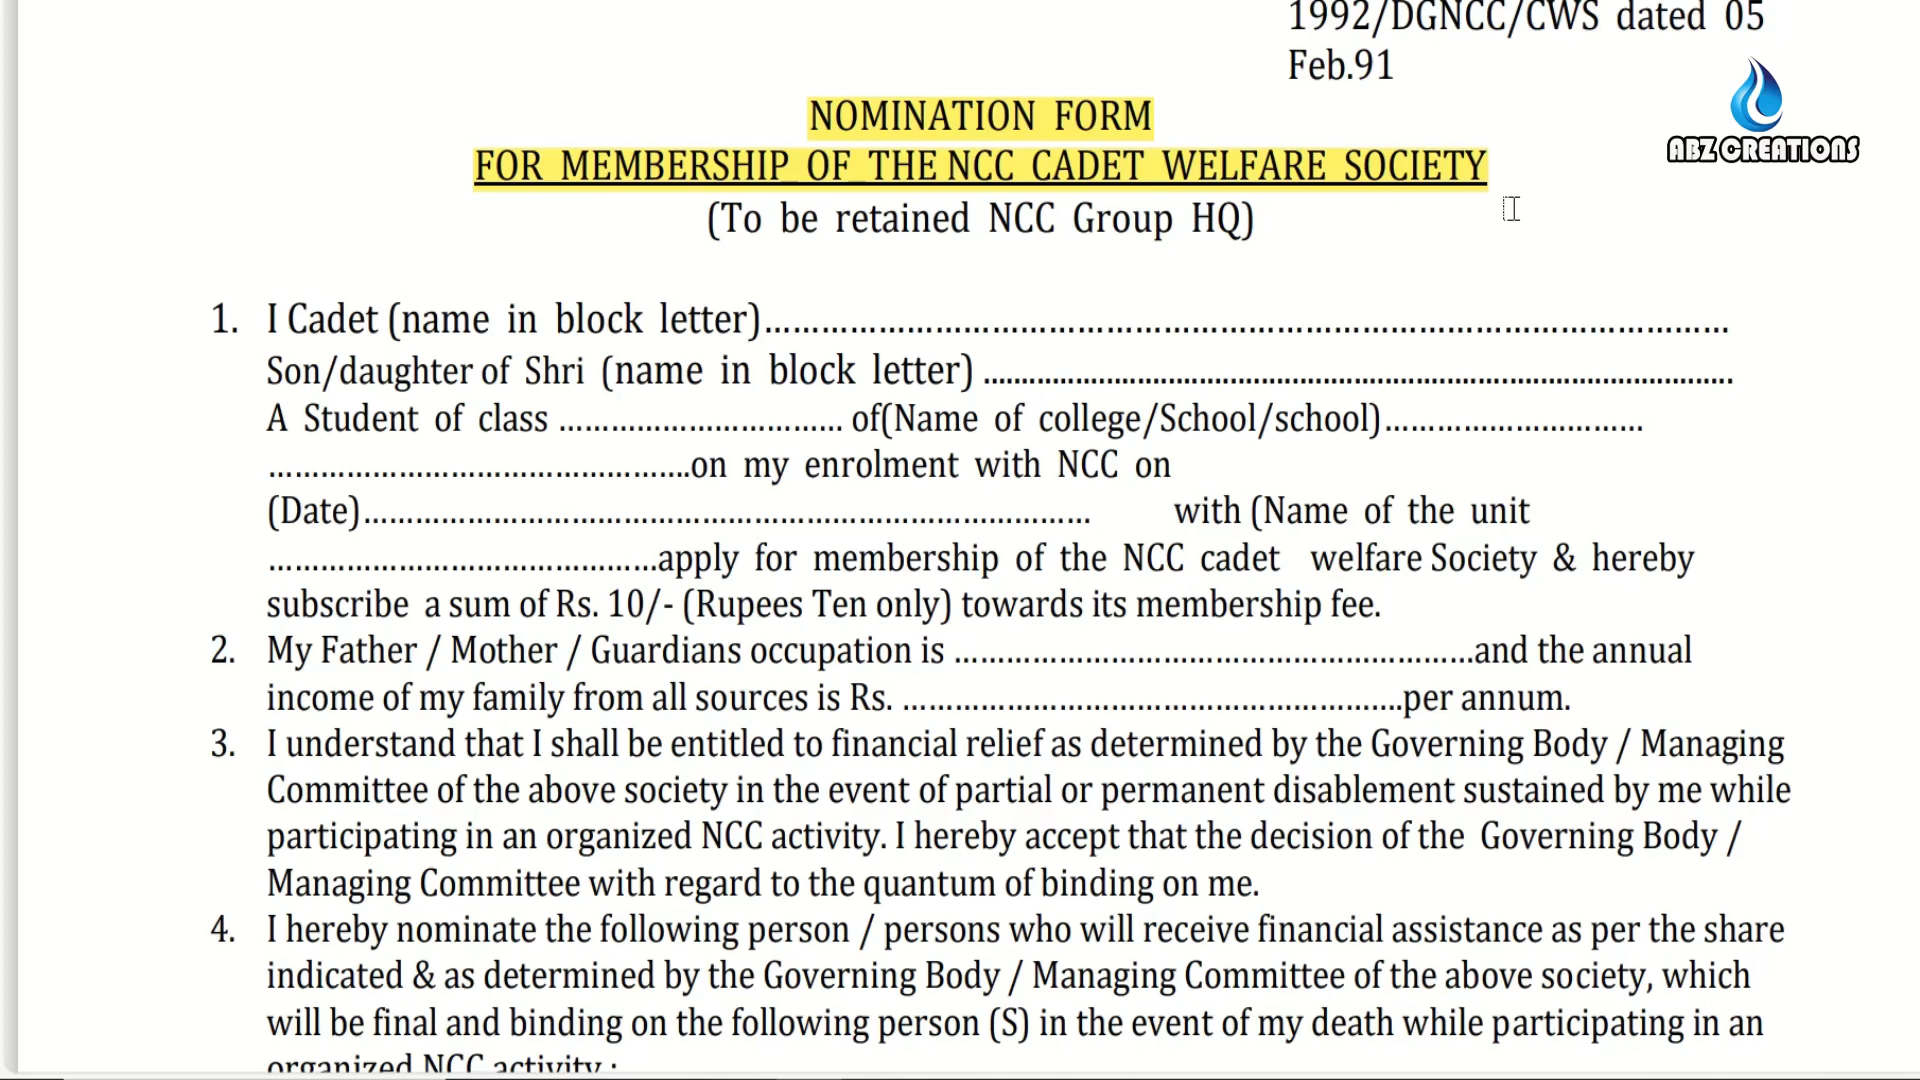 1992/DGNCC/CWS dated 05
Feb.91
ABZ CREATIONS
NOMINATION FORM
FOR MEMBERSHIP OF THE NCC CADET WELFARE SOCIETY
(To be retained NCC Group HQ)
1. I Cadet (name in block letter)..............................................................
Son/daughter of Shri (name in block letter) ..............................................................
A Student of class .............................. of(Name of college/School/school)..............................
..............................on my enrolment with NCC on
(Date).............................................................. with (Name of the unit
..............................apply for membership of the NCC cadet welfare Society & hereby
subscribe a sum of Rs. 10/- (Rupees Ten only) towards its membership fee.
2. My Father / Mother / Guardians occupation is ..............................and the annual
income of my family from all sources is Rs. ..............................per annum.
3. I understand that I shall be entitled to financial relief as determined by the Governing Body / Managing
Committee of the above society in the event of partial or permanent disablement sustained by me while
participating in an organized NCC activity. I hereby accept that the decision of the Governing Body /
Managing Committee with regard to the quantum of binding on me.
4. I hereby nominate the following person / persons who will receive financial assistance as per the share
indicated & as determined by the Governing Body / Managing Committee of the above society, which
will be final and binding on the following person (S) in the event of my death while participating in an
organized NCC activity :